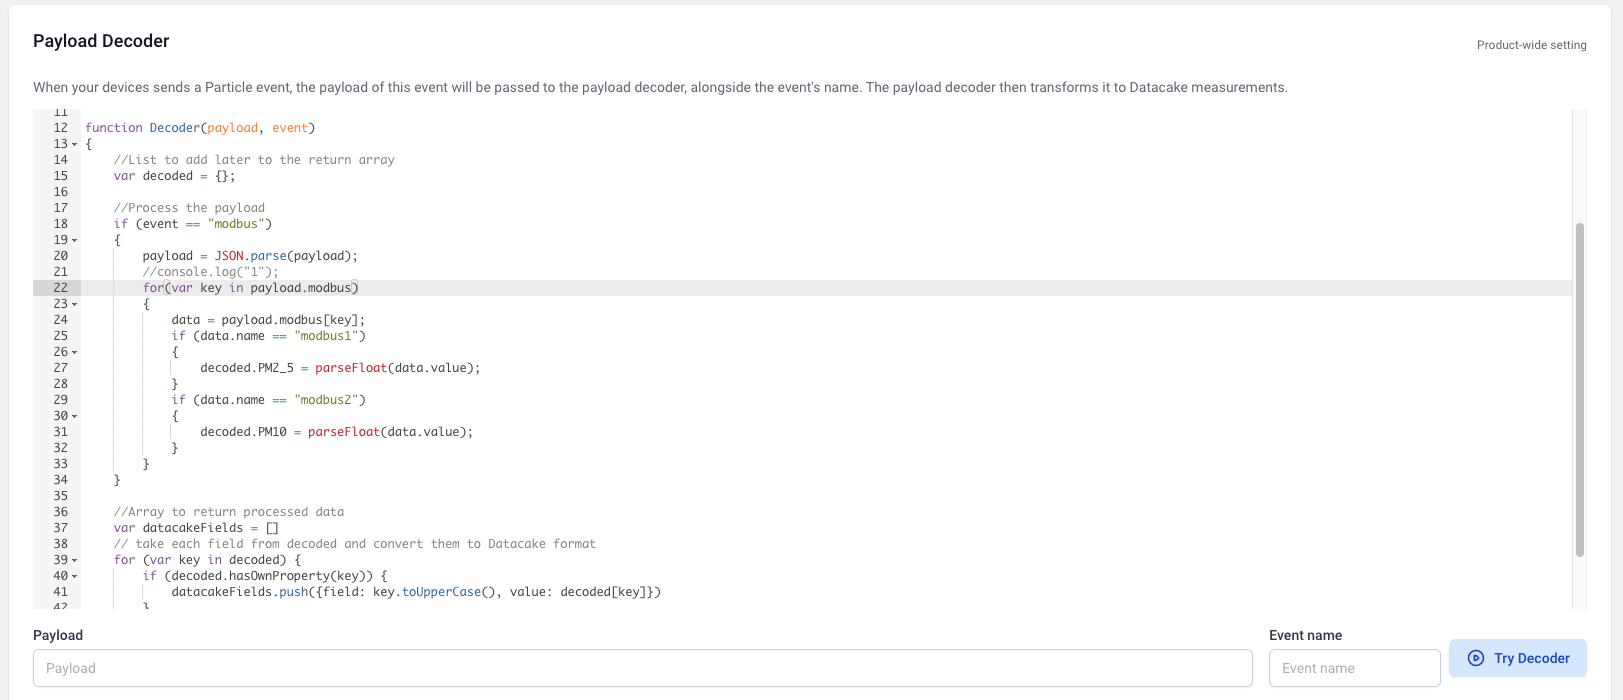 Payload Decoder
Product-wide setting
When your devices sends a Particle event, the payload of this event will be passed to the payload decoder, alongside the event's name. The payload decoder then transforms it to Datacake measurements.
11
12 function Decoder(payload, event)
13 {
14 //List to add later to the return array
15 var decoded = {};
16
17 //Process the payload
18 if (event == "modbus")
19 {
20 payload = JSON.parse(payload);
21 //console.log("1");
22 for(var key in payload.modbus)
23 {
24 data = payload.modbus[key];
25 if (data.name == "modbus1")
26 {
27 decoded.PM2_5 = parseFloat(data.value);
28 }
29 if (data.name == "modbus2")
30 {
31 decoded.PM10 = parseFloat(data.value);
32 }
33 }
34 }
35
36 //Array to return processed data
37 var datacakeFields = []
38 // take each field from decoded and convert them to Datacake format
39 for (var key in decoded) {
40 if (decoded.hasOwnProperty(key)) {
41 datacakeFields.push({field: key.toUpperCase(), value: decoded[key]})
42 }
Payload
Event name
Payload
Event name
Try Decoder